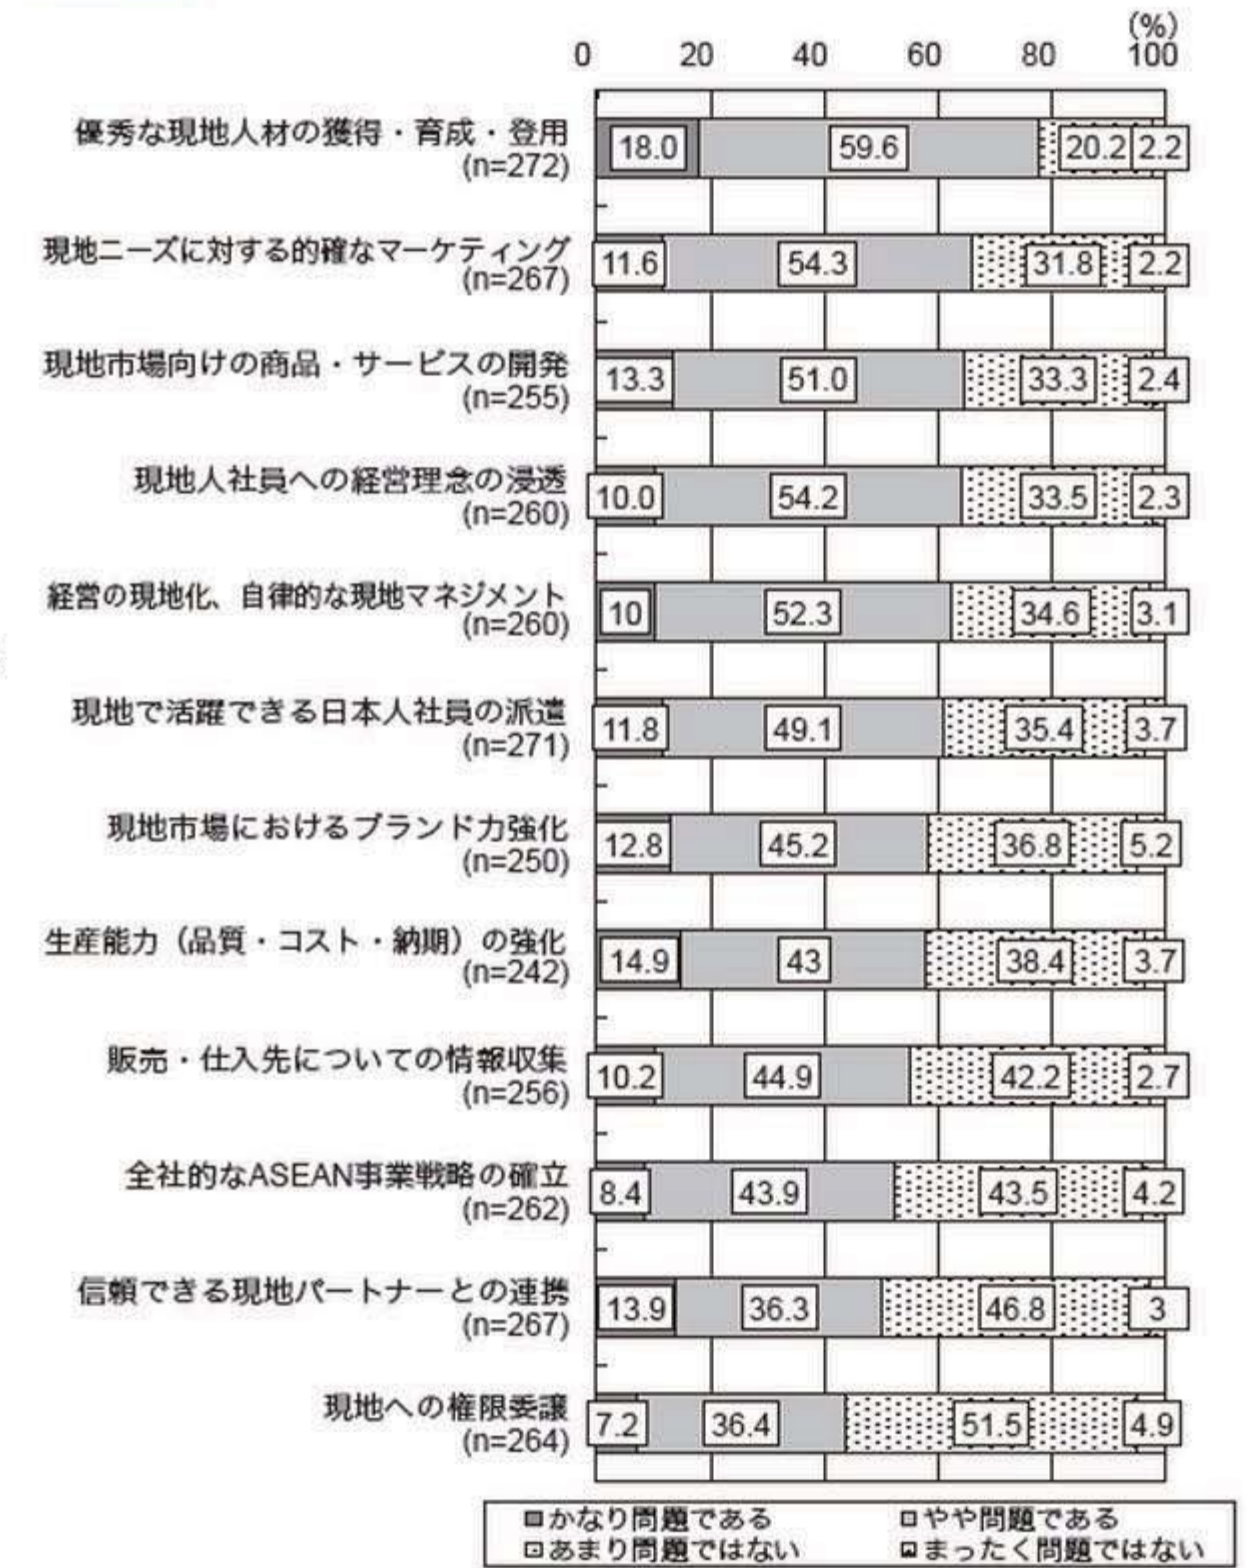 (%)
0 20 40 60 80 100
優秀な現地人材の獲得・育成・登用
(n=272)
18.0 59.6 20.2 2.2
現地ニーズに対する的確なマーケティング
(n=267)
11.6 54.3 31.8 2.2
現地市場向けの商品・サービスの開発
(n=255)
13.3 51.0 33.3 2.4
現地人社員への経営理念の浸透
(n=260)
10.0 54.2 33.5 2.3
経営の現地化、自律的な現地マネジメント
(n=260)
10 52.3 34.6 3.1
現地で活躍できる日本人社員の派遣
(n=271)
11.8 49.1 35.4 3.7
現地市場におけるブランド力強化
(n=250)
12.8 45.2 36.8 5.2
生産能力（品質・コスト・納期）の強化
(n=242)
14.9 43 38.4 3.7
販売・仕入先についての情報収集
(n=256)
10.2 44.9 42.2 2.7
全社的なASEAN事業戦略の確立
(n=262)
8.4 43.9 43.5 4.2
信頼できる現地パートナーとの連携
(n=267)
13.9 36.3 46.8 3
現地への権限委譲
(n=264)
7.2 36.4 51.5 4.9
かなり問題である やや問題である
あまり問題ではない まったく問題ではない